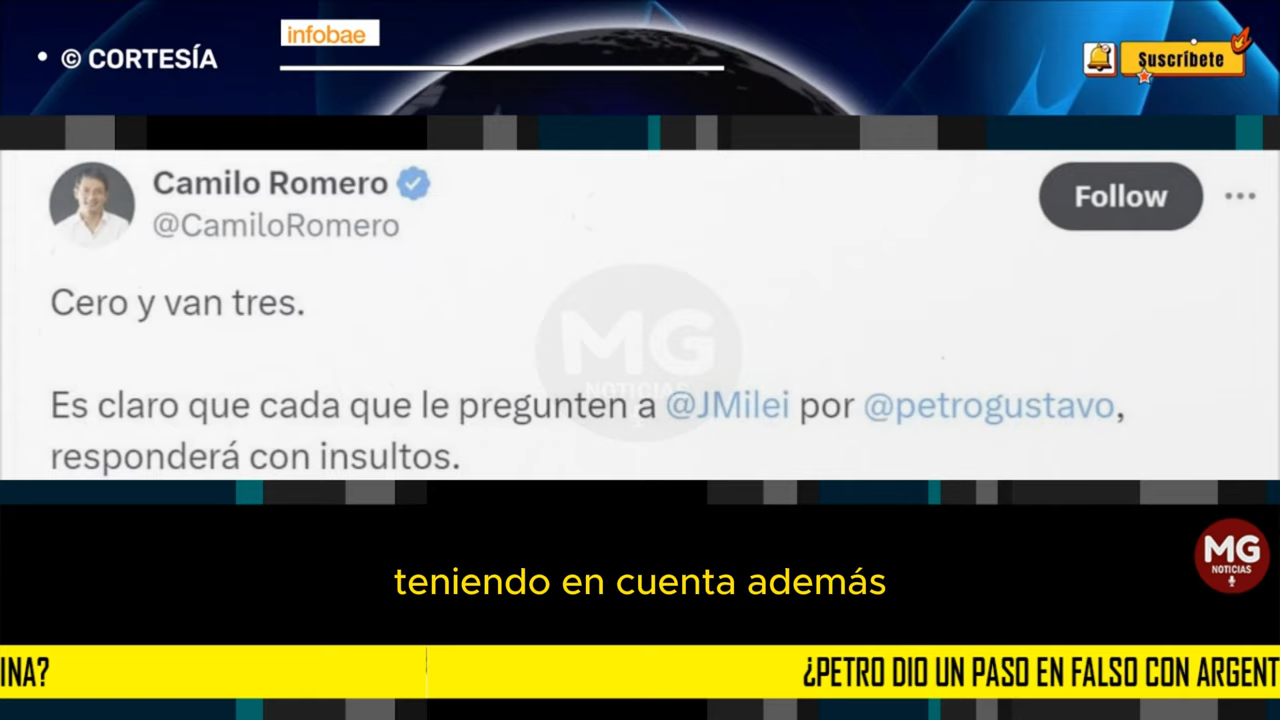 infobae
• © CORTESÍA
Suscríbete
Camilo Romero
@CamiloRomero
Follow
Cero y van tres.
MG
NOTICIAS
Es claro que cada que le pregunten a @JMilei por @petrogustavo,
responderá con insultos.
MG
NOTICIAS
teniendo en cuenta además
INA?
¿PETRO DIO UN PASO EN FALSO CON ARGENT